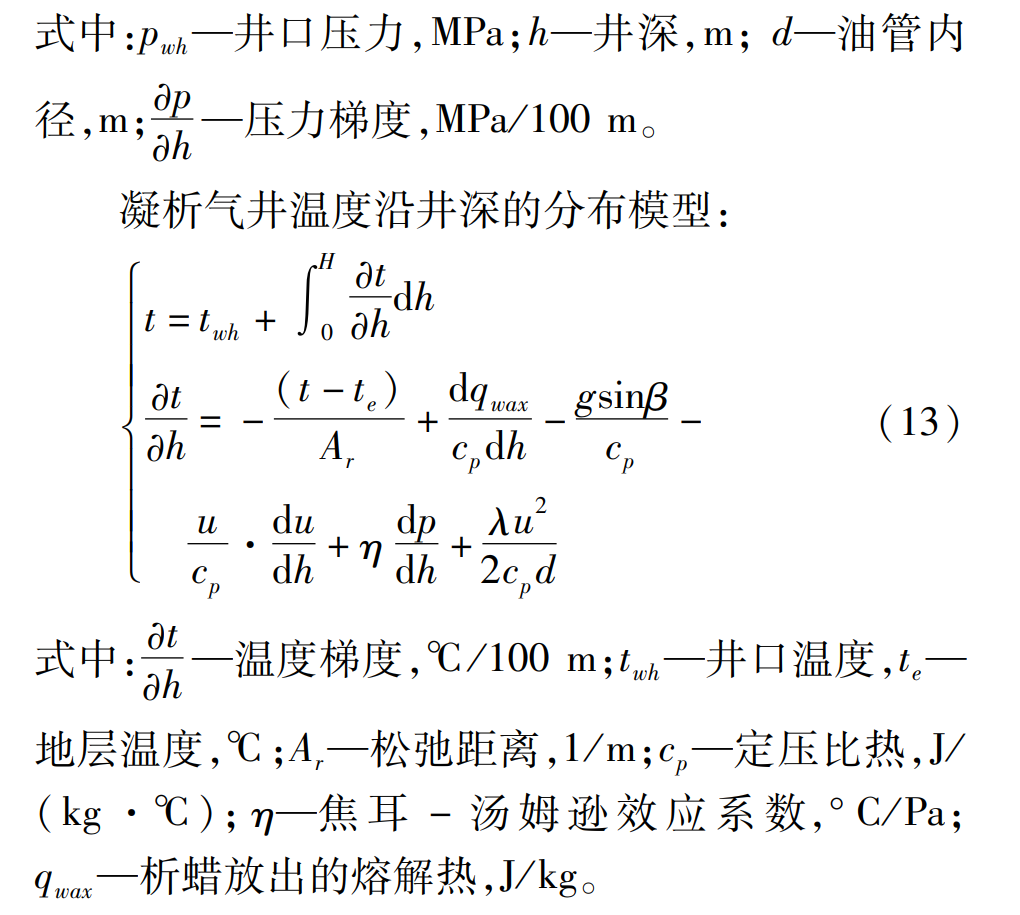 式中:p_wh—井口压力,MPa;h—井深,m; d—油管内
径,m;∂p/∂h—压力梯度,MPa/100 m。
凝析气井温度沿井深的分布模型:
t = t_wh + ∫_0^H ∂t/∂h dh
∂t/∂h = -(t - t_e)/A_r + dq_wax/(c_p dh) - gsinβ/c_p - (13)
u/c_p · du/dh + η dp/dh + λu²/(2c_p d)
式中:∂t/∂h—温度梯度,℃/100 m;t_wh—井口温度,t_e—
地层温度,℃;A_r—松弛距离,1/m;c_p—定压比热,J/
(kg·℃);η—焦耳-汤姆逊效应系数,°C/Pa;
q_wax—析蜡放出的熔解热,J/kg。